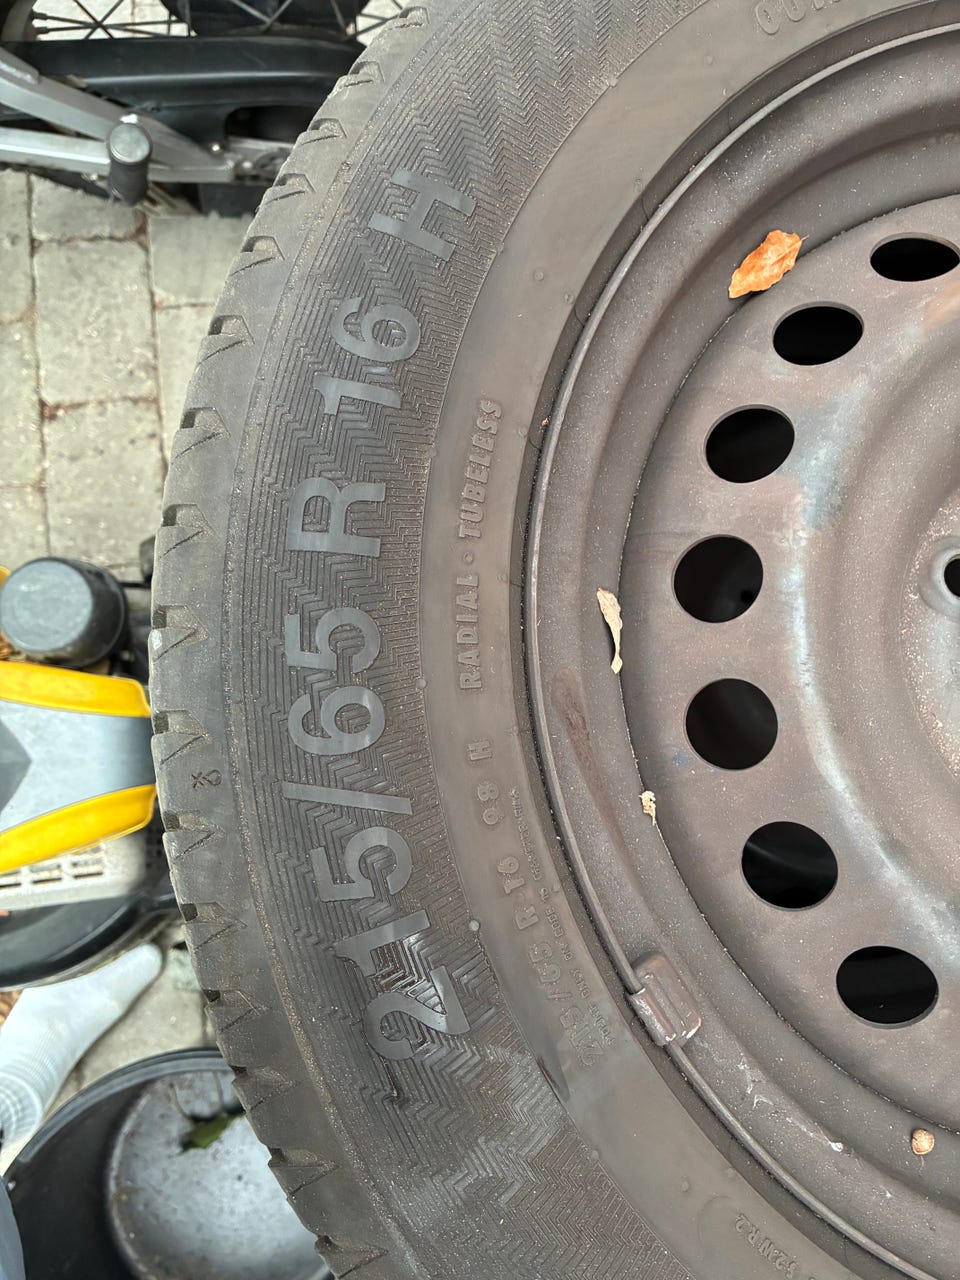 215/65 R 16 H
RADIAL · TUBELESS
215/65 R 16 98 H